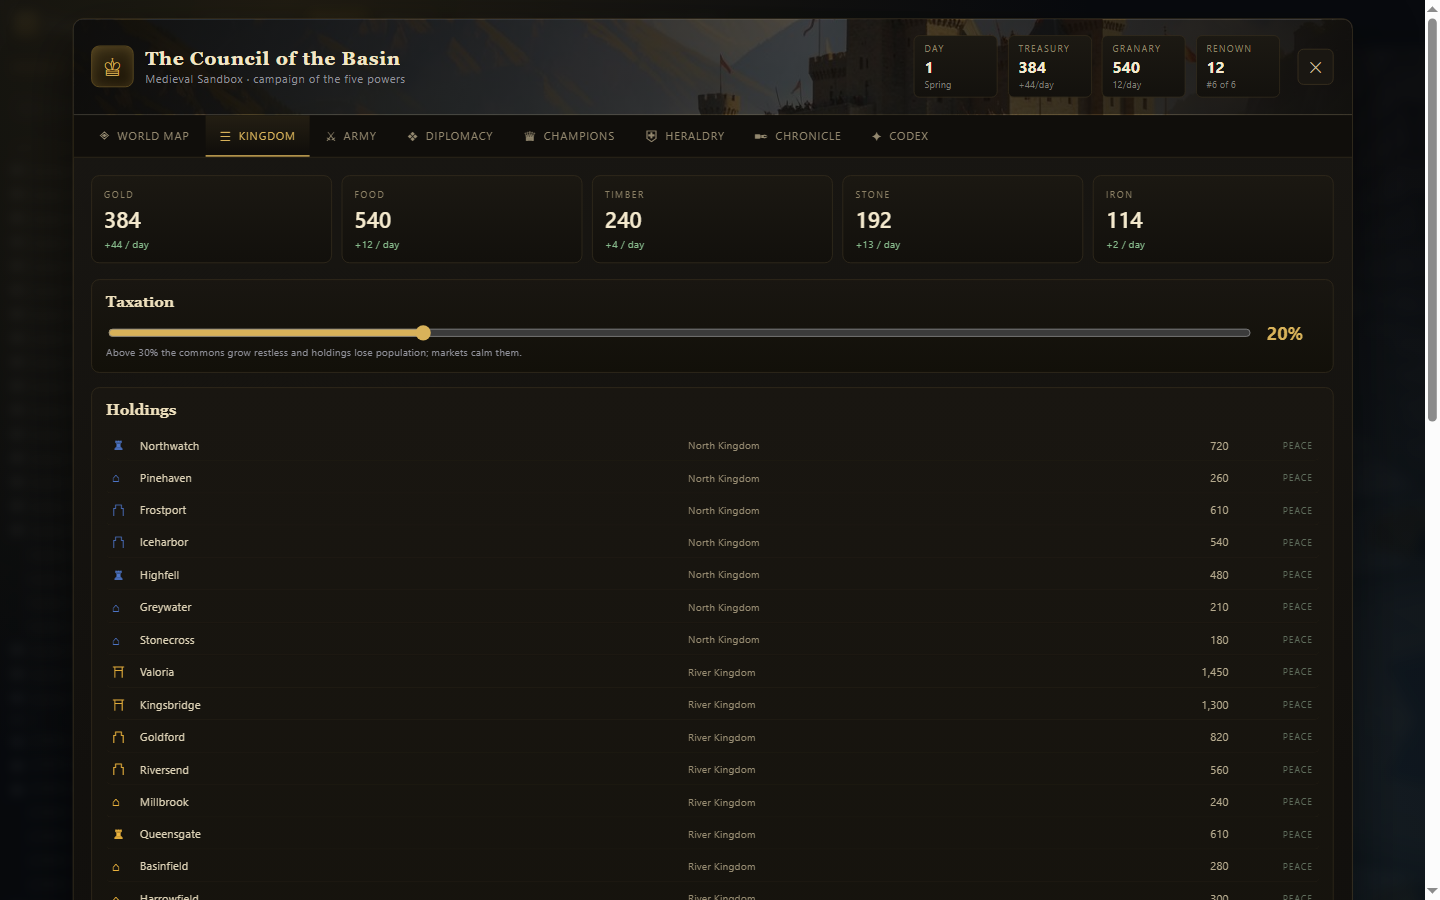 The Council of the Basin
Medieval Sandbox · campaign of the five powers
DAY
1
Spring
TREASURY
384
+44/day
GRANARY
540
12/day
RENOWN
12
#6 of 6
WORLD MAP
KINGDOM
ARMY
DIPLOMACY
CHAMPIONS
HERALDRY
CHRONICLE
CODEX
GOLD
384
+44 / day
FOOD
540
+12 / day
TIMBER
240
+4 / day
STONE
192
+13 / day
IRON
114
+2 / day
Taxation
20%
Above 30% the commons grow restless and holdings lose population; markets calm them.
Holdings
Northwatch North Kingdom 720 PEACE
Pinehaven North Kingdom 260 PEACE
Frostport North Kingdom 610 PEACE
Iceharbor North Kingdom 540 PEACE
Highfell North Kingdom 480 PEACE
Greywater North Kingdom 210 PEACE
Stonecross North Kingdom 180 PEACE
Valoria River Kingdom 1,450 PEACE
Kingsbridge River Kingdom 1,300 PEACE
Goldford River Kingdom 820 PEACE
Riversend River Kingdom 560 PEACE
Millbrook River Kingdom 240 PEACE
Queensgate River Kingdom 610 PEACE
Basinfield River Kingdom 280 PEACE
Harrowfield River Kingdom 300 PEACE